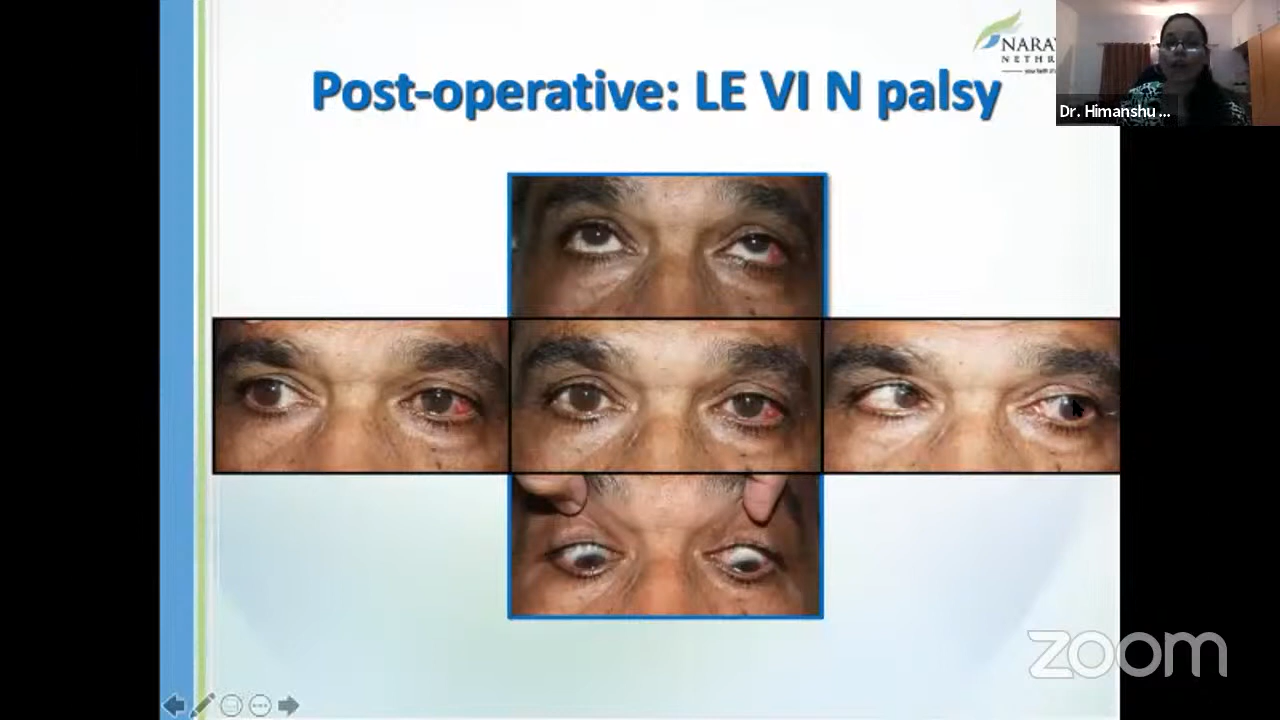 Post-operative: LE VI N palsy
NARAY
NETHR
Dr. Himanshu ...
zoom